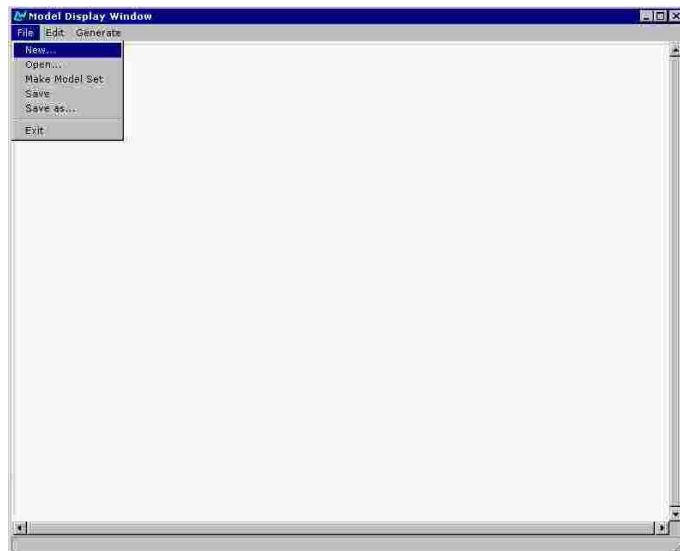 Model Display Window
File Edit Generate
New...
Open...
Make Model Set
Save
Save as...
Exit